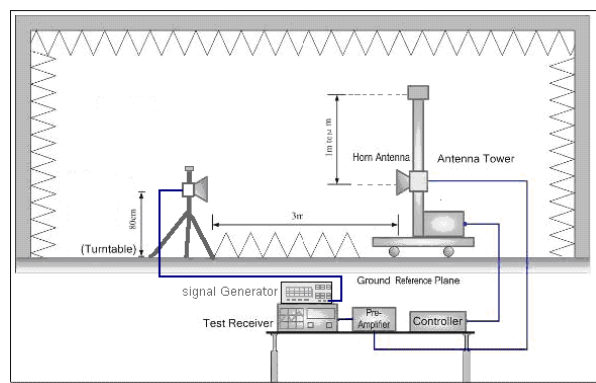 1m to 4 m
Horn Antenna
Antenna Tower
80cm
3m
(Turntable)
Ground Reference Plane
signal Generator
Test Receiver
Pre-
Amplifier
Controller